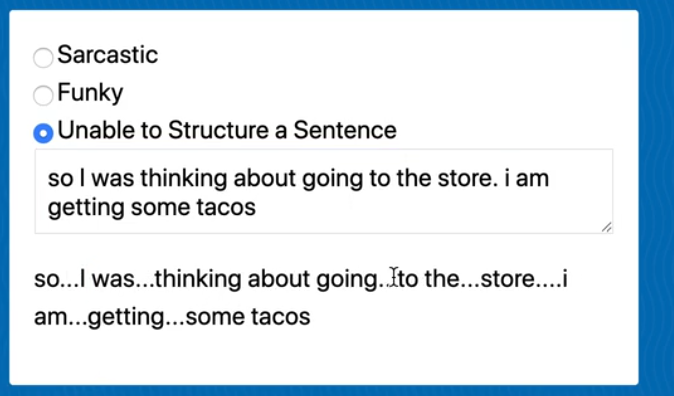 Sarcastic
Funky
Unable to Structure a Sentence
so I was thinking about going to the store. i am
getting some tacos
so...I was...thinking about going...to the...store....i
am...getting...some tacos